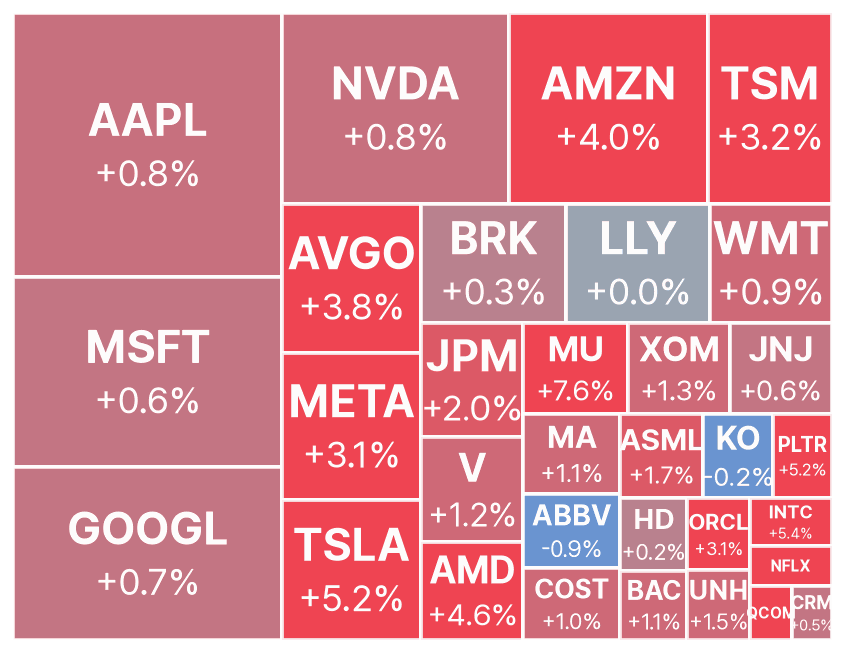 AAPL
+0.8%
NVDA
+0.8%
AMZN
+4.0%
TSM
+3.2%
AVGO
+3.8%
BRK
+0.3%
LLY
+0.0%
WMT
+0.9%
MSFT
+0.6%
META
+3.1%
JPM
+2.0%
MU
+7.6%
XOM
+1.3%
JNJ
+0.6%
MA
+1.1%
ASML
+1.7%
KO
-0.2%
PLTR
+5.2%
V
+1.2%
GOOGL
+0.7%
TSLA
+5.2%
AMD
+4.6%
ABBV
-0.9%
HD
+0.2%
ORCL
+3.1%
INTC
+5.4%
NFLX
COST
+1.0%
BAC
+1.1%
UNH
+1.5%
QCOM
CRM
+0.5%